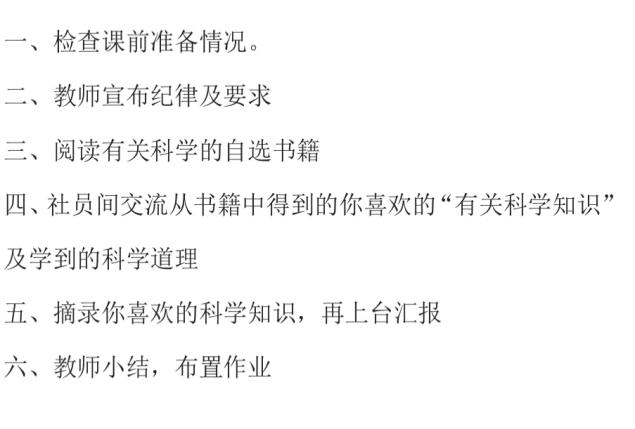 一、检查课前准备情况。
二、教师宣布纪律及要求
三、阅读有关科学的自选书籍
四、社员间交流从书籍中得到的你喜欢的“有关科学知识”
及学到的科学道理
五、摘录你喜欢的科学知识，再上台汇报
六、教师小结，布置作业